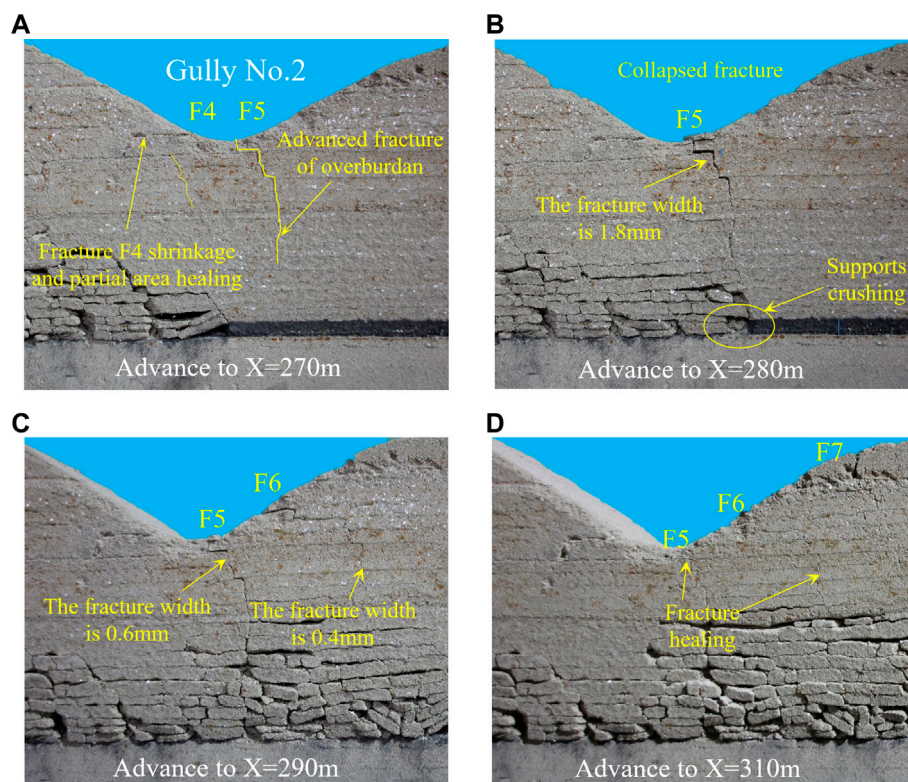 A
Gully No.2
F4
F5
Advanced fracture
of overburdan
Fracture F4 shrinkage
and partial area healing
Advance to X=270m
B
Collapsed fracture
F5
The fracture width
is 1.8mm
Supports
crushing
Advance to X=280m
C
F6
F5
The fracture width
is 0.6mm
The fracture width
is 0.4mm
Advance to X=290m
D
F7
F6
F5
Fracture
healing
Advance to X=310m